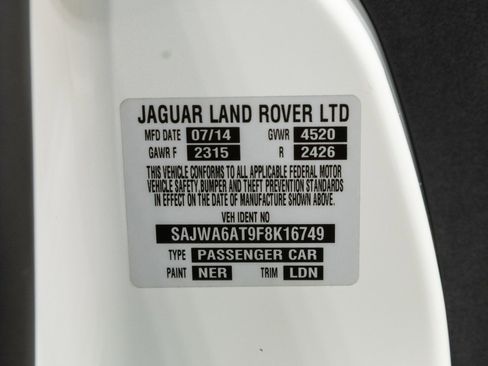 JAGUAR LAND ROVER LTD
MFD DATE 07/14 GVWR 4520
GAWR F 2315 R 2426
THIS VEHICLE CONFORMS TO ALL APPLICABLE FEDERAL MOTOR
VEHICLE SAFETY, BUMPER AND THEFT PREVENTION STANDARDS
IN EFFECT ON THE DATE OF MANUFACTURE SHOWN ABOVE.
VEH IDENT NO
SAJWA6AT9F8K16749
TYPE PASSENGER CAR
PAINT NER TRIM LDN